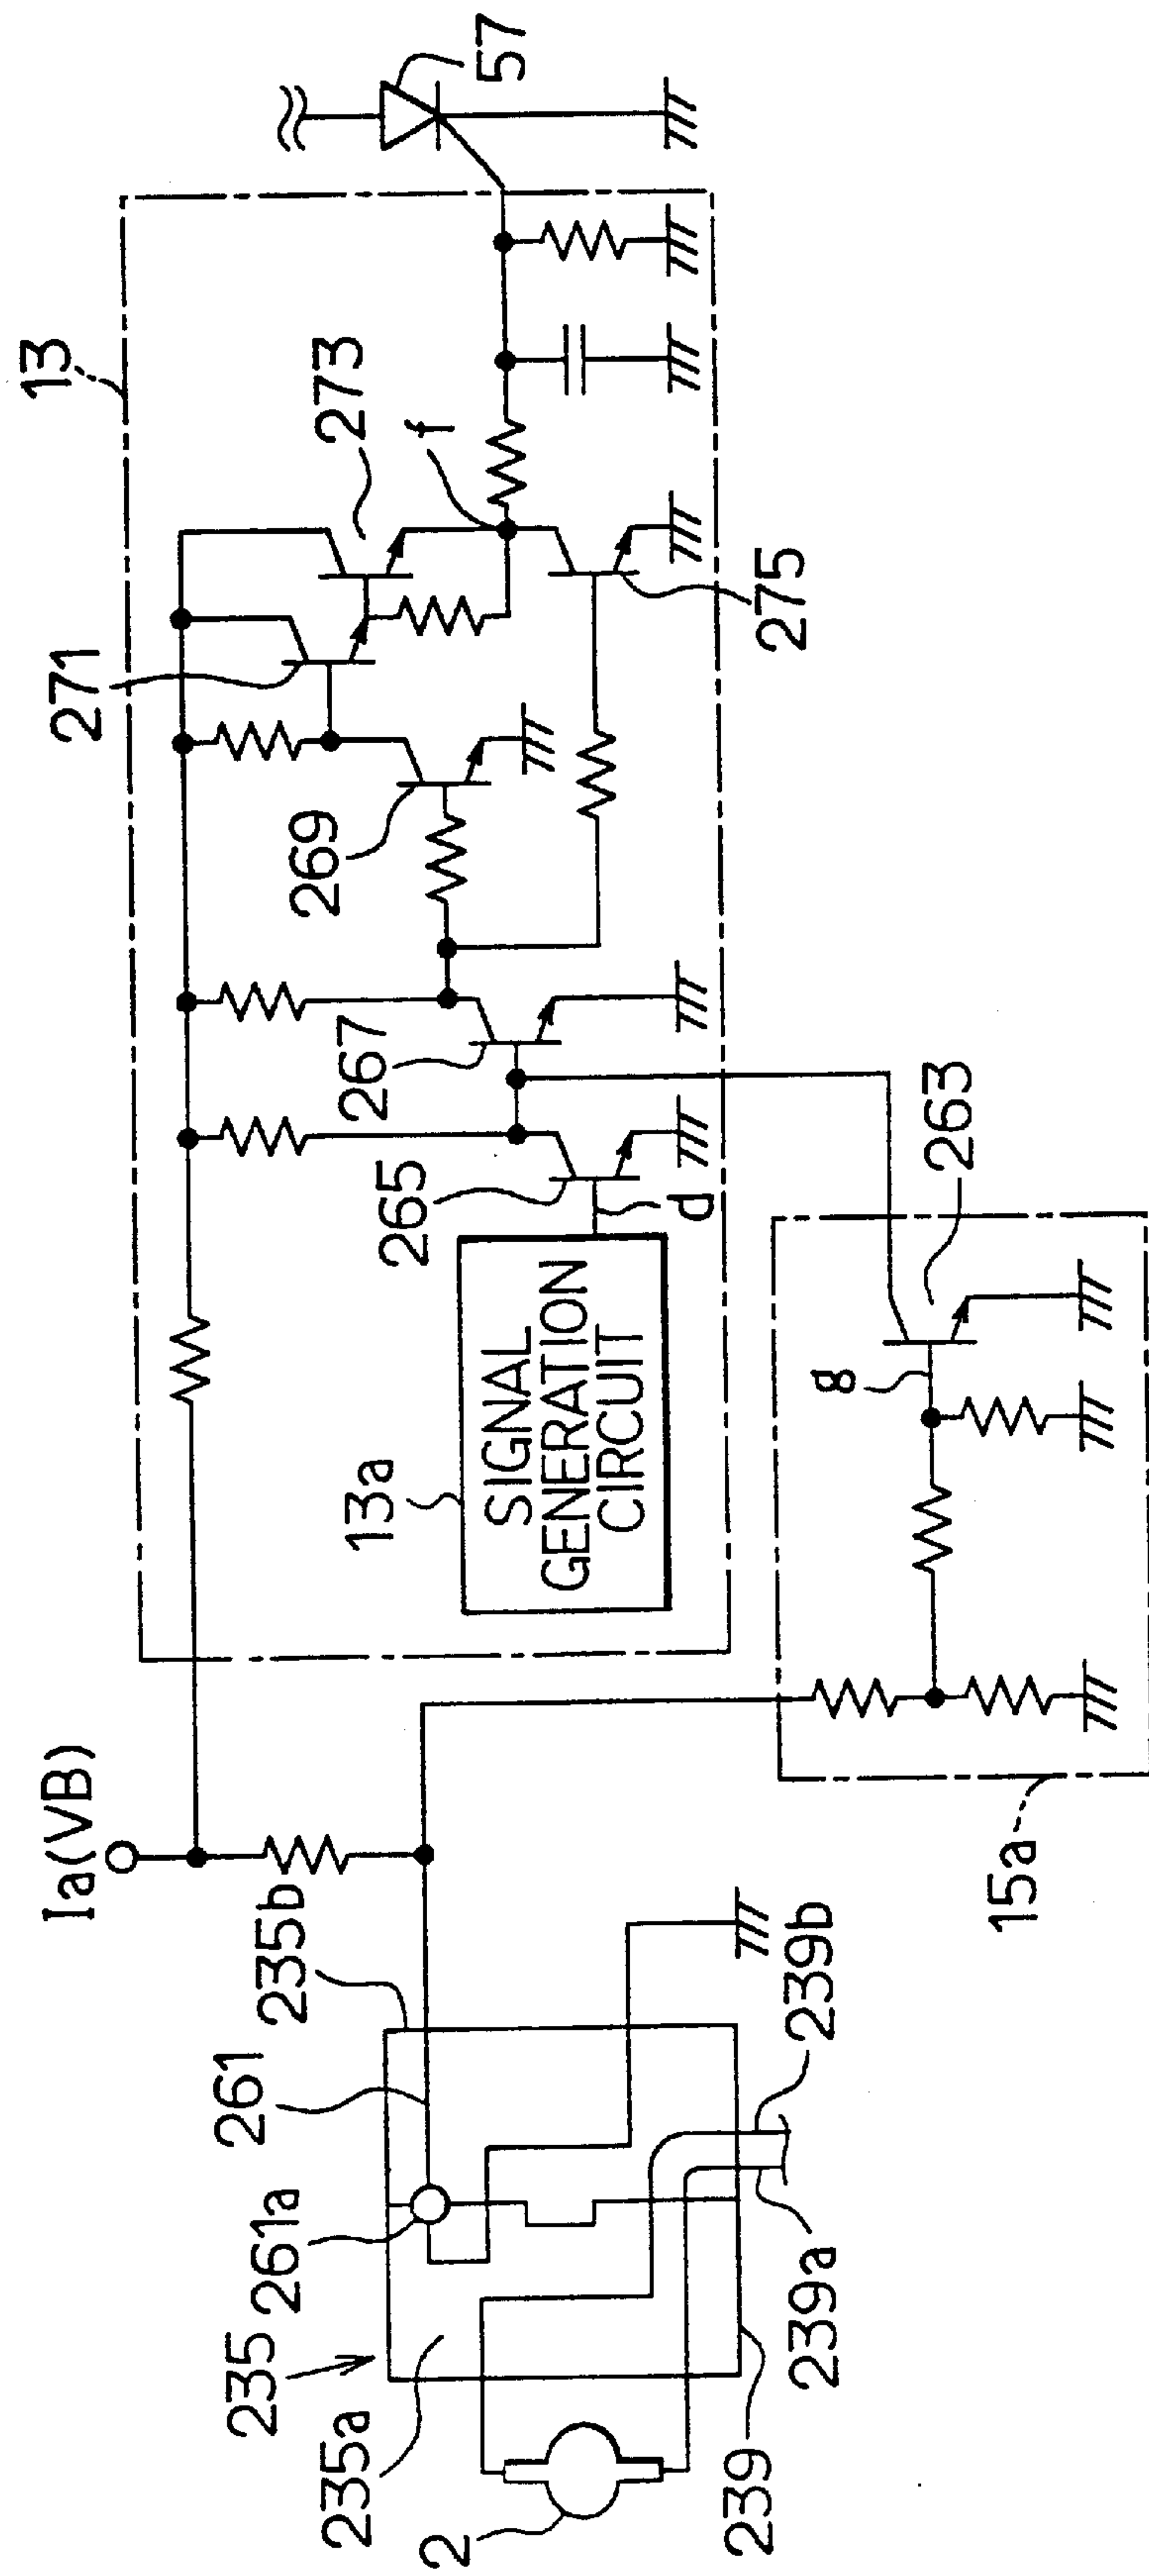 13
57
273
f
271
269
275
267
265
d
263
g
13a
SIGNAL
GENERATION
CIRCUIT
Ia(VB)
15a
235b
261
261a
239b
235
235a
239a
239
2